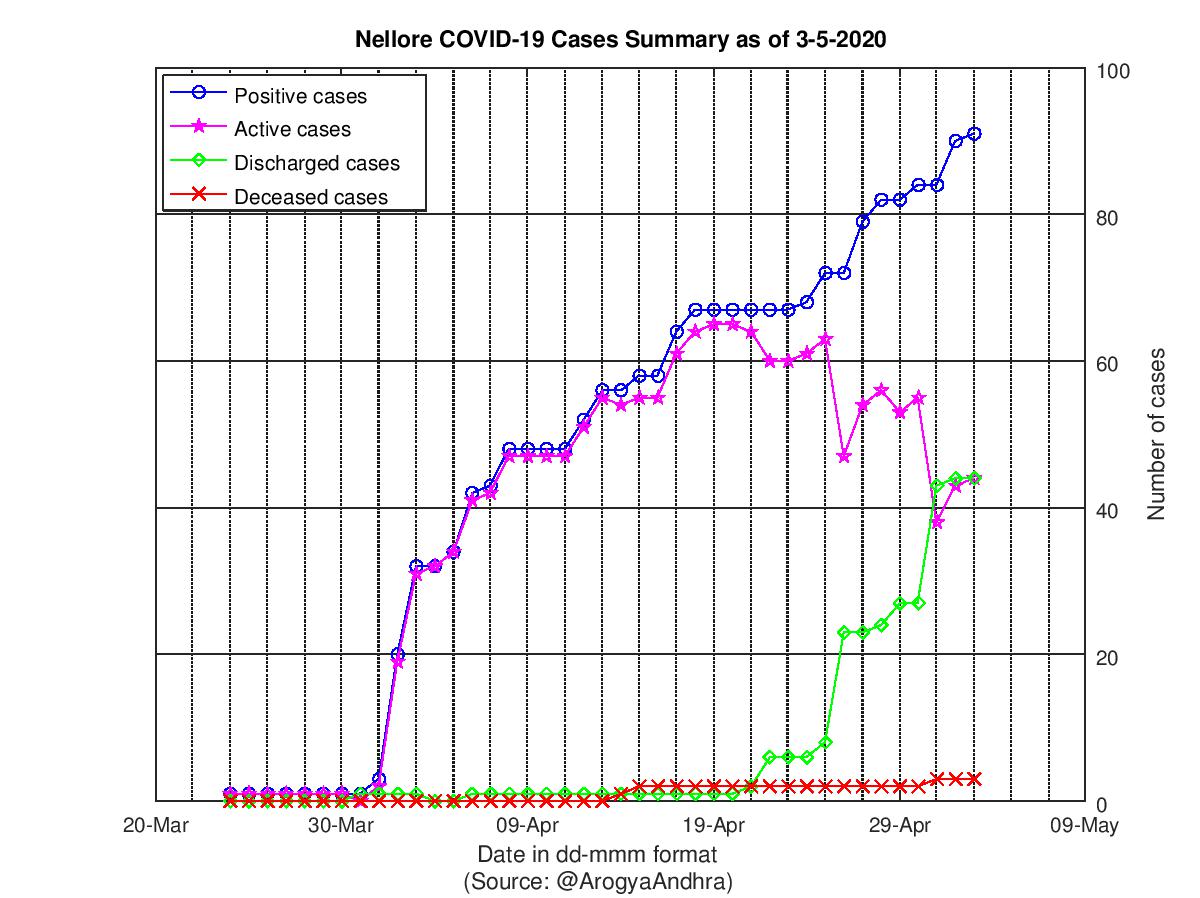 Nellore COVID-19 Cases Summary as of 3-5-2020
Positive cases
Active cases
Discharged cases
Deceased cases
100
80
60
40
20
0
Number of cases
20-Mar 30-Mar 09-Apr 19-Apr 29-Apr 09-May
Date in dd-mmm format
(Source: @ArogyaAndhra)